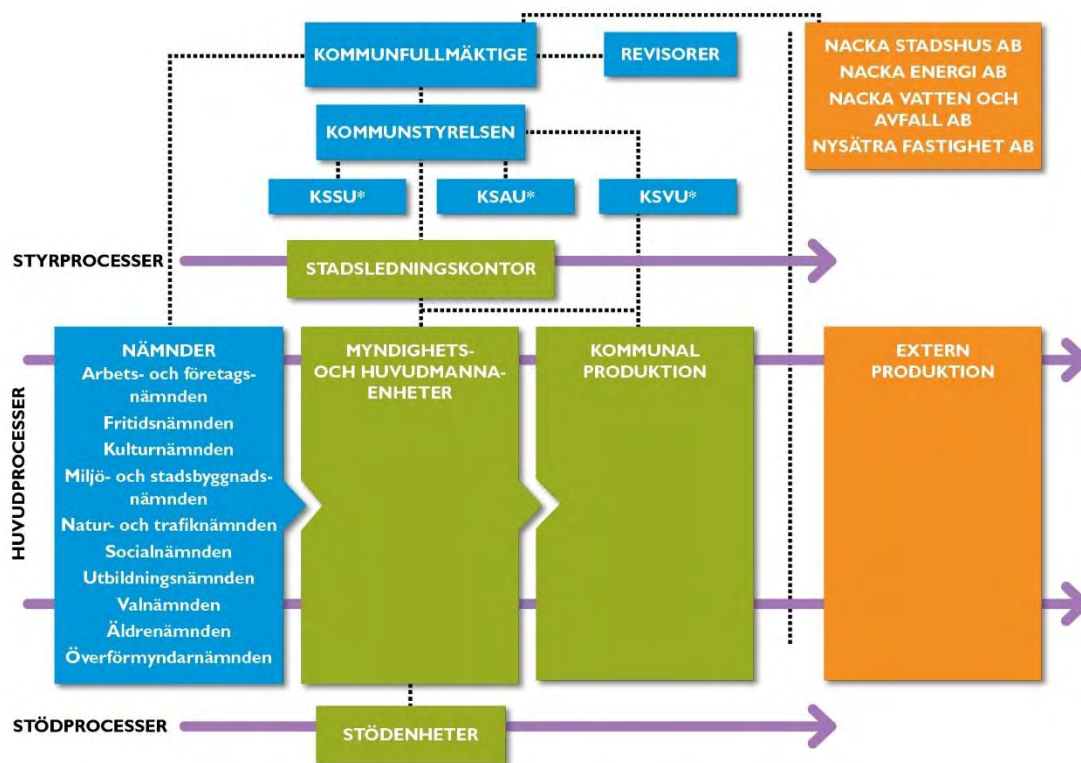 KOMMUNFULLMÄKTIGE
REVISORER
NACKA STADSHUS AB
NACKA ENERGI AB
NACKA VATTEN OCH
AVFALL AB
NYSÄTRA FASTIGHET AB
KOMMUNSTYRELSEN
KSSU*
KSAU*
KSVU*
STYRPROCESSER
STADSLEDNINGSKONTOR
HUVUDPROCESSER
NÄMNDER
Arbets- och företags-
nämnden
Fritidsnämnden
Kulturnämnden
Miljö- och stadsbyggnads-
nämnden
Natur- och trafiknämnden
Socialnämnden
Utbildningsnämnden
Valnämnden
Äldrenämnden
Överförmyndarnämnden
MYNDIGHETS-
OCH HUVUDMANNA-
ENHETER
KOMMUNAL
PRODUKTION
EXTERN
PRODUKTION
STÖDPROCESSER
STÖDENHETER